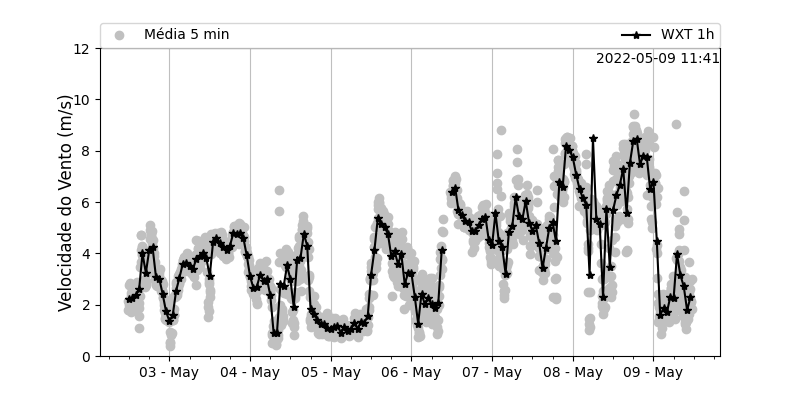 Média 5 min
WXT 1h
2022-05-09 11:41
Velocidade do Vento (m/s)
12
10
8
6
4
2
0
03 - May
04 - May
05 - May
06 - May
07 - May
08 - May
09 - May